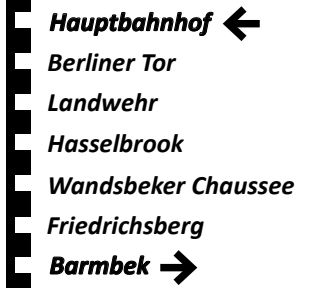 Hauptbahnhof ←
Berliner Tor
Landwehr
Hasselbrook
Wandsbeker Chaussee
Friedrichsberg
Barmbek →